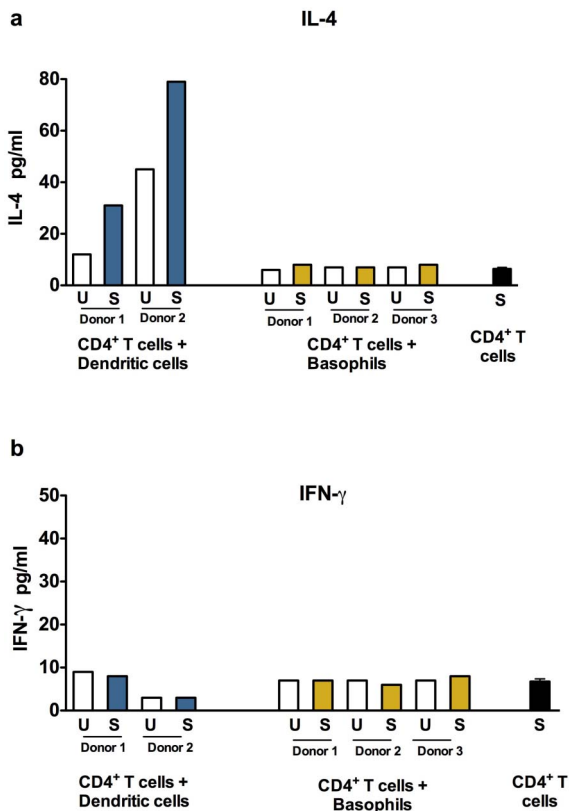 a
IL-4
80
60
40
20
0
IL-4 pg/ml
U S U S U S U S U S S
Donor 1 Donor 2 Donor 1 Donor 2 Donor 3
CD4⁺ T cells +
Dendritic cells
CD4⁺ T cells +
Basophils
CD4⁺ T
cells
b
IFN-γ
50
40
30
20
10
0
IFN-γ pg/ml
U S U S U S U S U S S
Donor 1 Donor 2 Donor 1 Donor 2 Donor 3
CD4⁺ T cells +
Dendritic cells
CD4⁺ T cells +
Basophils
CD4⁺ T
cells